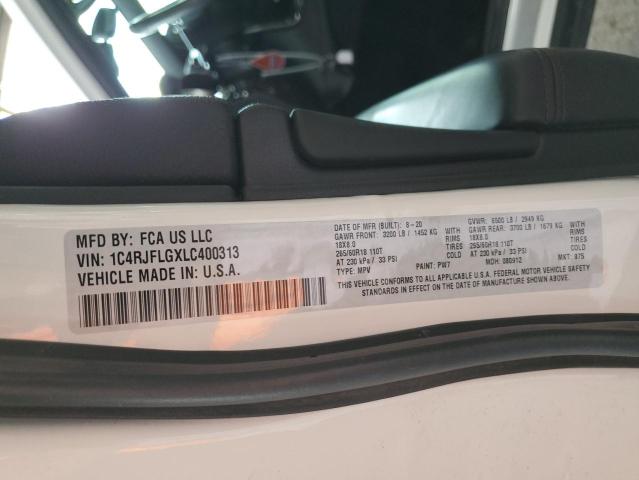 MFD BY: FCA US LLC
VIN: 1C4RJFLGXLC400313
VEHICLE MADE IN: U.S.A.
DATE OF MFR (BUILT): 8-20
GVWR: 6500 LB / 2949 KG
GAWR FRONT: 3200 LB / 1452 KG WITH
GAWR REAR: 3700 LB / 1679 KG WITH
18X8.0 RIMS
18X8.0 RIMS
265/60R18 110T TIRES
265/60R18 110T TIRES
AT 230 kPa / 33 PSI COLD
AT 230 kPa / 33 PSI COLD
TYPE: MPV PAINT: PW7 MDH: 080912 MKT: 975
THIS VEHICLE CONFORMS TO ALL APPLICABLE U.S.A. FEDERAL MOTOR VEHICLE SAFETY
STANDARDS IN EFFECT ON THE DATE OF MANUFACTURE SHOWN ABOVE.